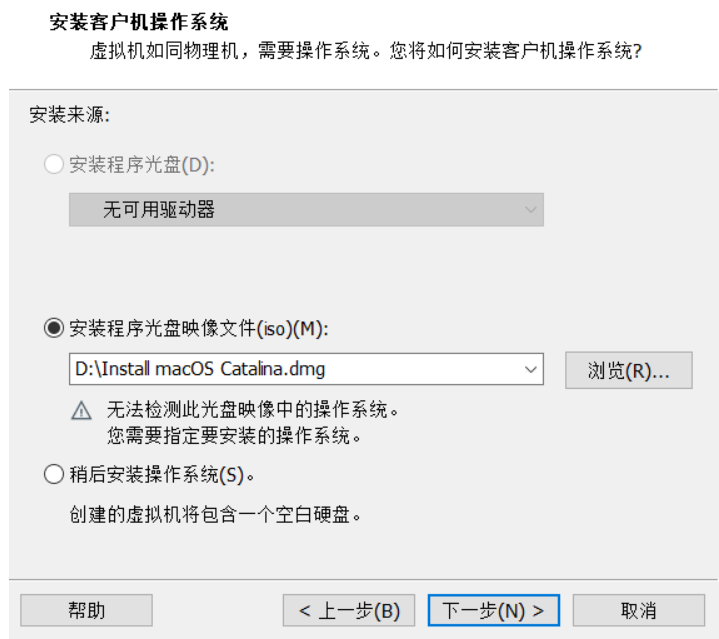 安装客户机操作系统
虚拟机如同物理机，需要操作系统。您将如何安装客户机操作系统?
安装来源:
安装程序光盘(D):
无可用驱动器
安装程序光盘映像文件(iso)(M):
D:\Install macOS Catalina.dmg
浏览(R)...
无法检测此光盘映像中的操作系统。
您需要指定要安装的操作系统。
稍后安装操作系统(S)。
创建的虚拟机将包含一个空白硬盘。
帮助
< 上一步(B)
下一步(N) >
取消